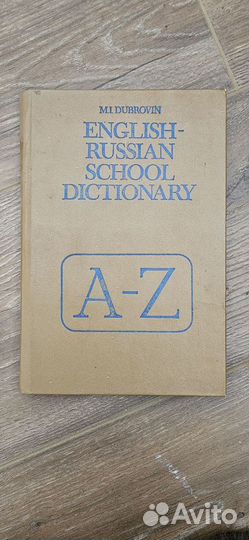 M.I. DUBROVIN
ENGLISH-
RUSSIAN
SCHOOL
DICTIONARY
A-Z
Avito